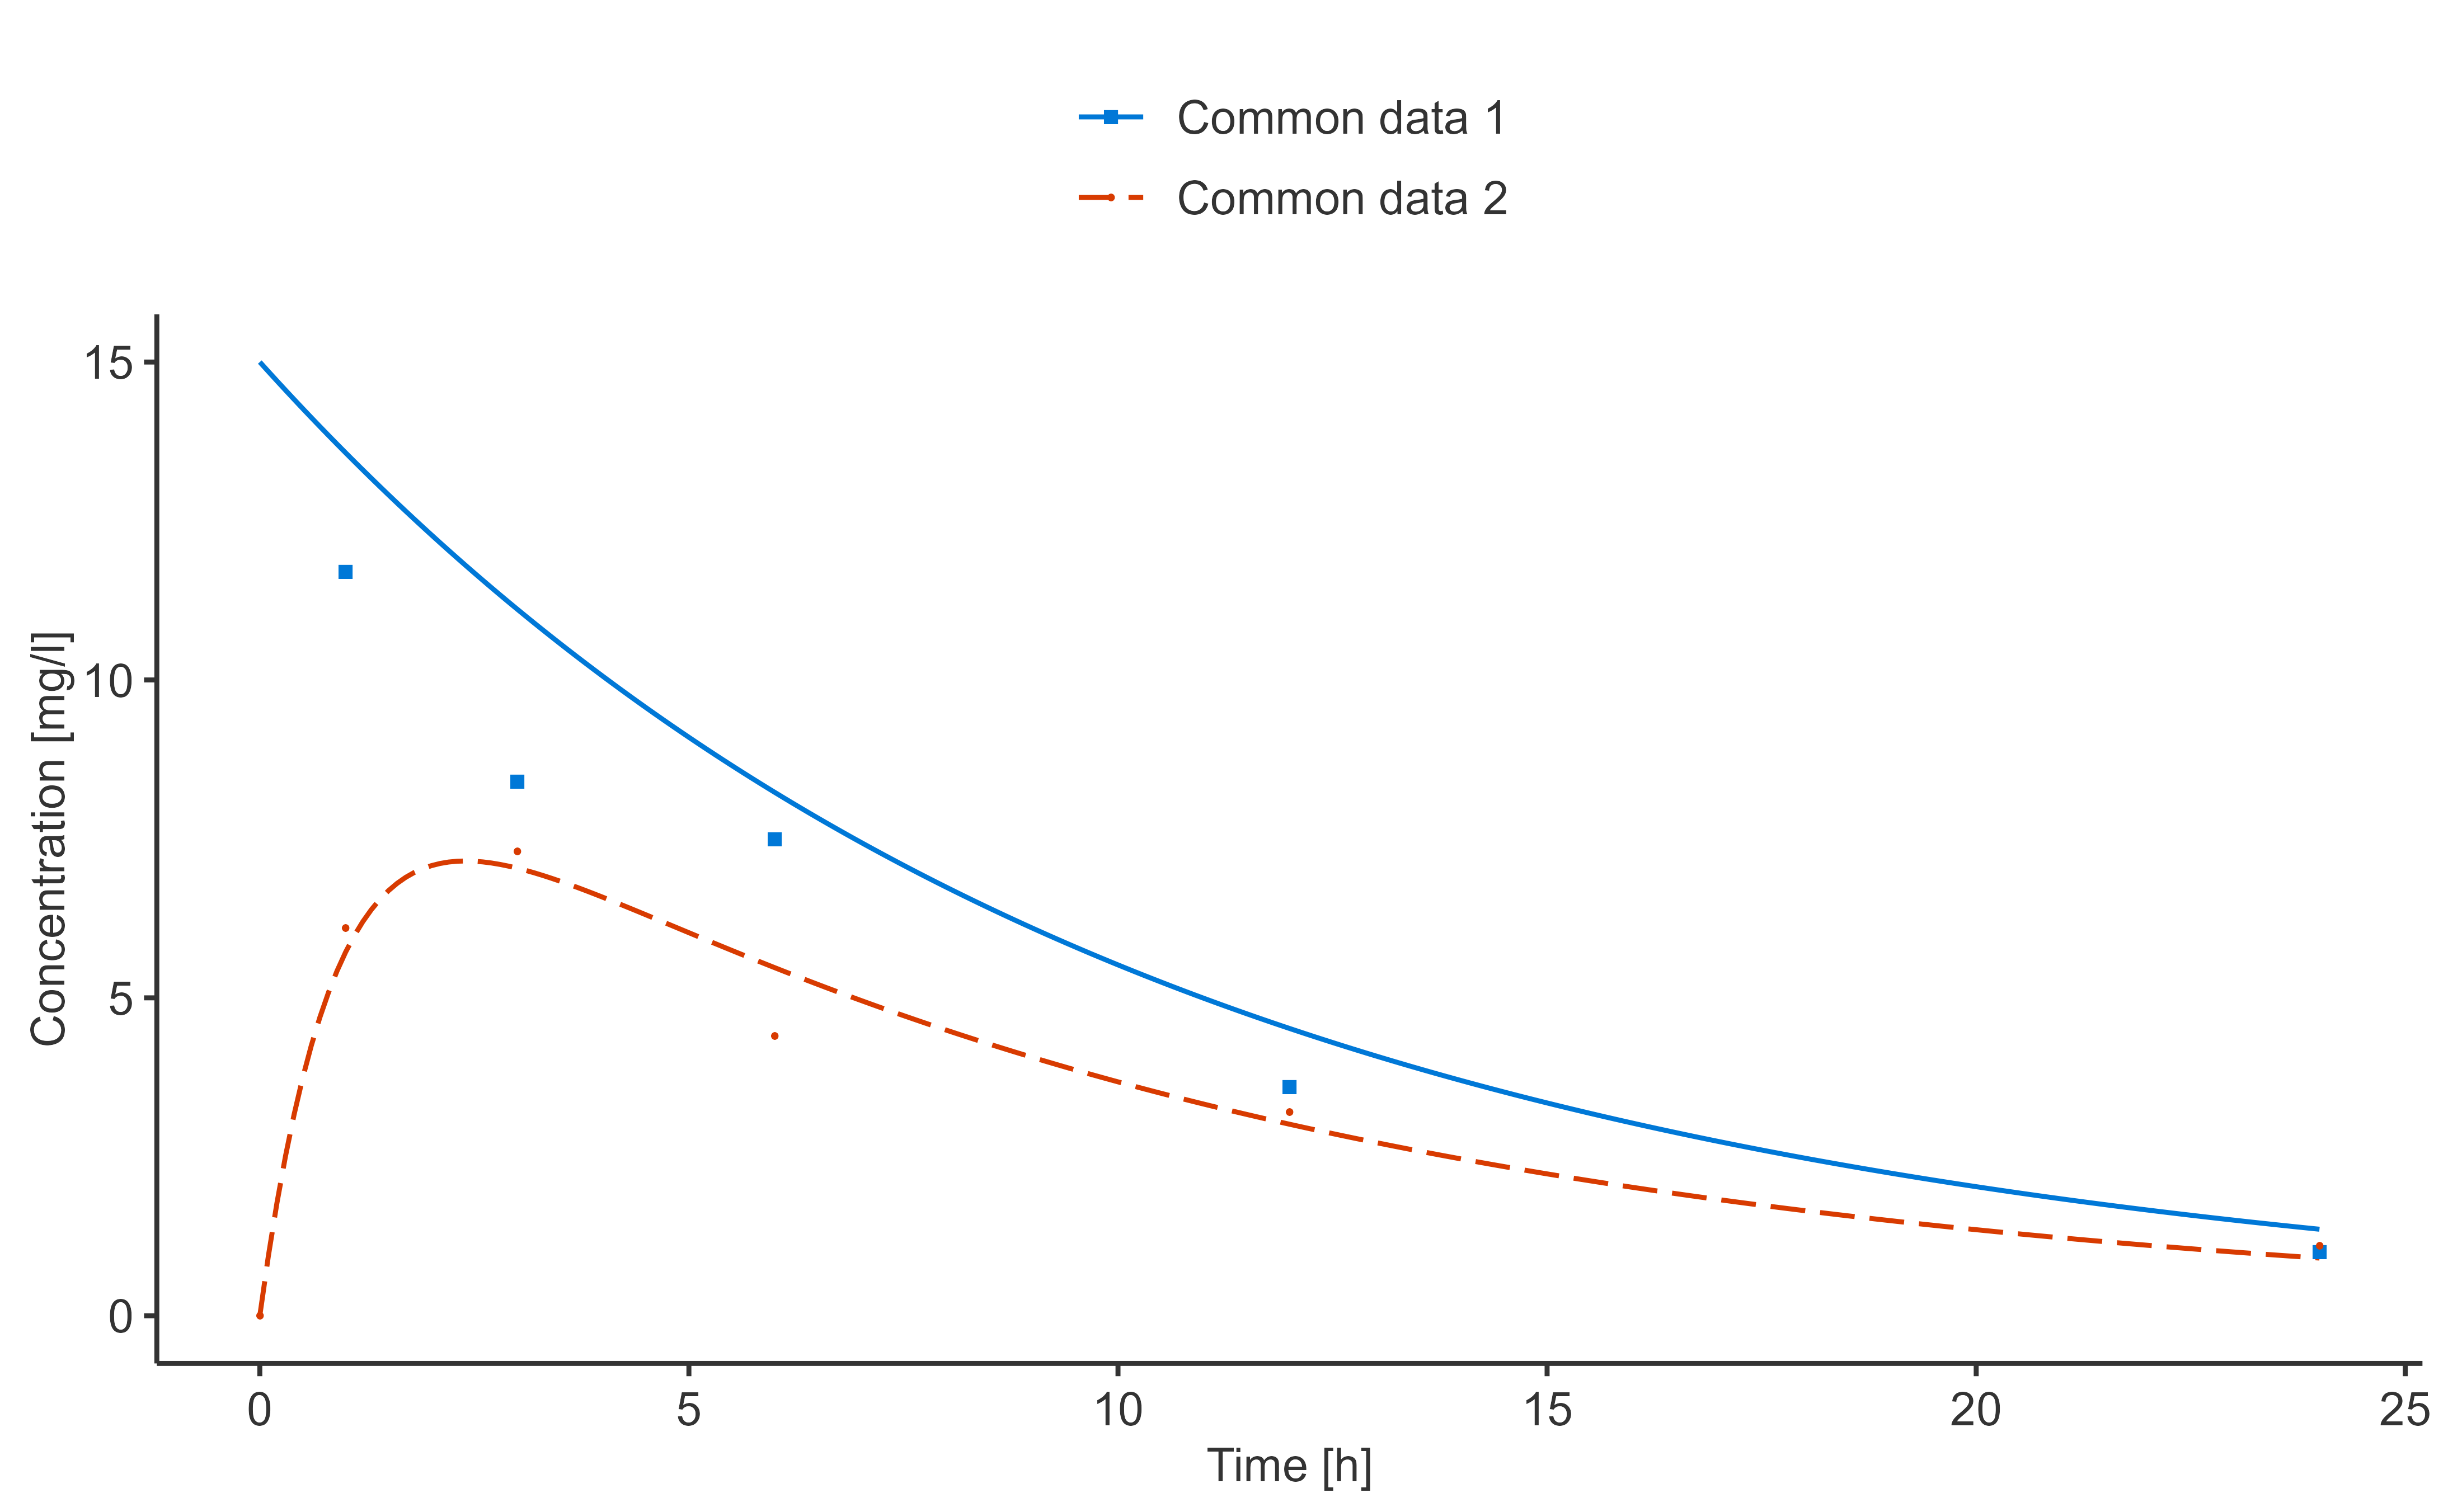 Common data 1
Common data 2
15
10
5
0
Concentration [mg/l]
0 5 10 15 20 25
Time [h]